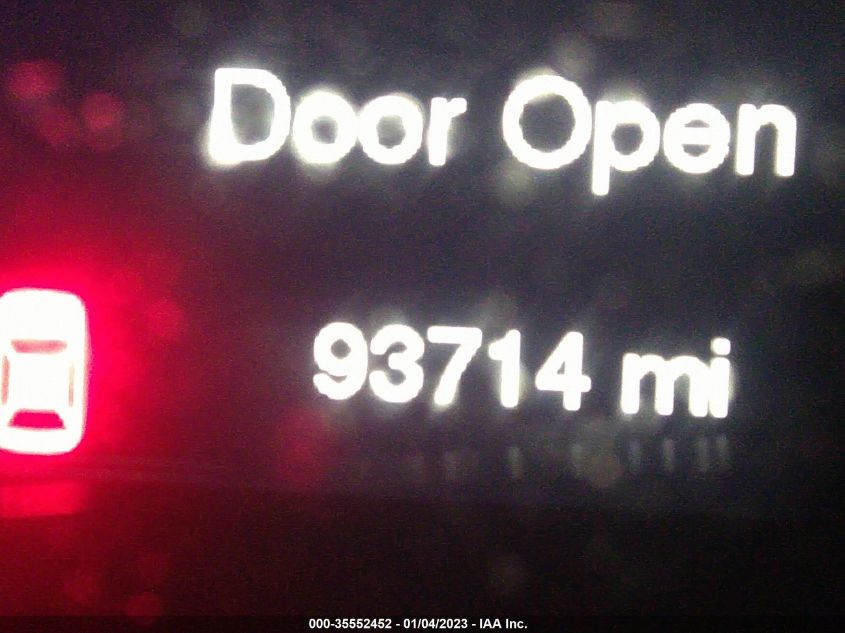 Door Open
93714 mi
000-35552452 - 01/04/2023 - IAA Inc.